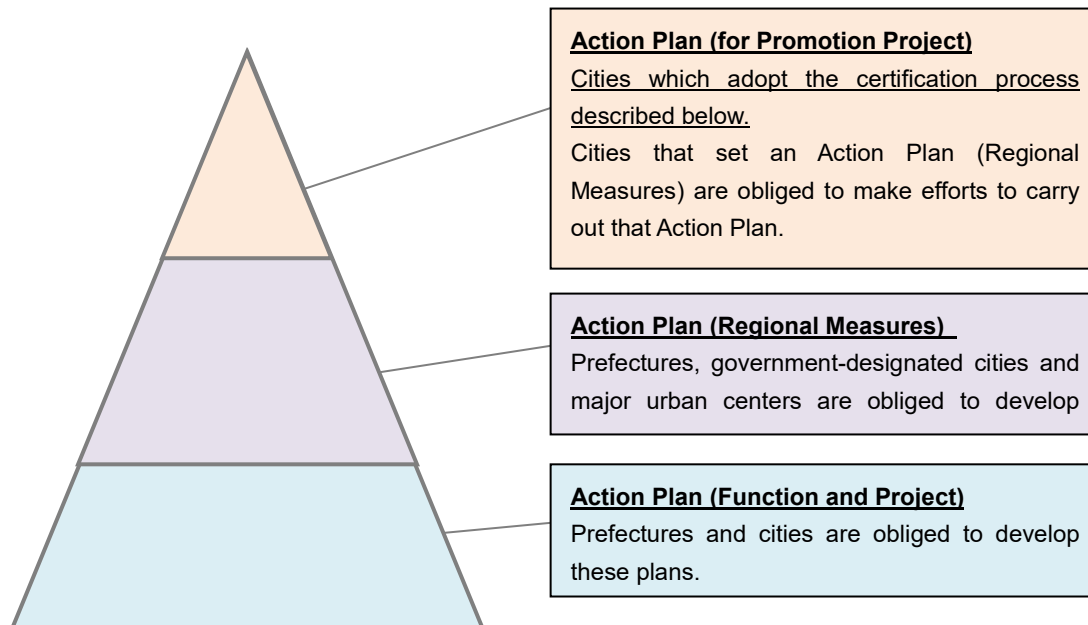 Action Plan (for Promotion Project)
Cities which adopt the certification process
described below.
Cities that set an Action Plan (Regional
Measures) are obliged to make efforts to carry
out that Action Plan.
Action Plan (Regional Measures)
Prefectures, government-designated cities and
major urban centers are obliged to develop
Action Plan (Function and Project)
Prefectures and cities are obliged to develop
these plans.